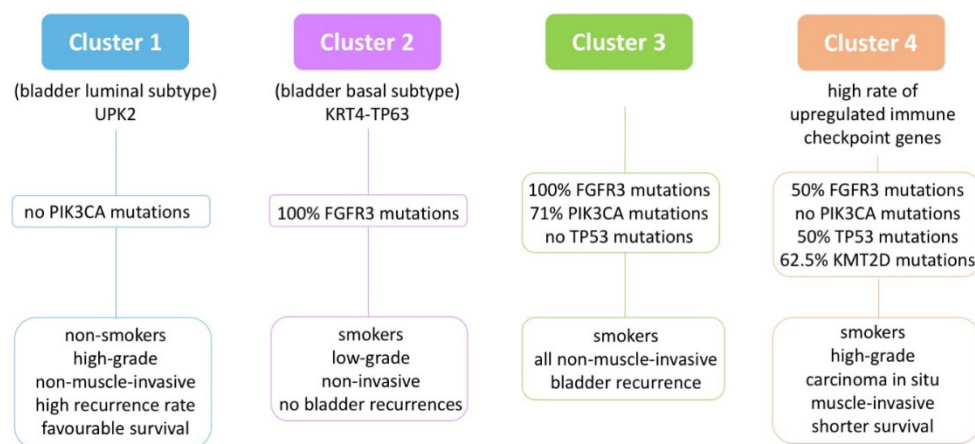 Cluster 1
(bladder luminal subtype)
UPK2
no PIK3CA mutations
non-smokers
high-grade
non-muscle-invasive
high recurrence rate
favourable survival
Cluster 2
(bladder basal subtype)
KRT4-TP63
100% FGFR3 mutations
smokers
low-grade
non-invasive
no bladder recurrences
Cluster 3
100% FGFR3 mutations
71% PIK3CA mutations
no TP53 mutations
smokers
all non-muscle-invasive
bladder recurrence
Cluster 4
high rate of
upregulated immune
checkpoint genes
50% FGFR3 mutations
no PIK3CA mutations
50% TP53 mutations
62.5% KMT2D mutations
smokers
high-grade
carcinoma in situ
muscle-invasive
shorter survival